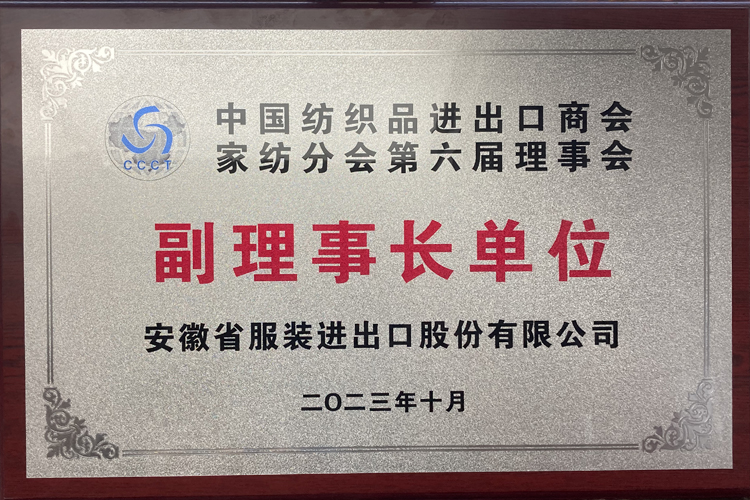 中国纺织品进出口商会
CCCT
家纺分会第六届理事会
副理事长单位
安徽省服装进出口股份有限公司
二〇二三年十月